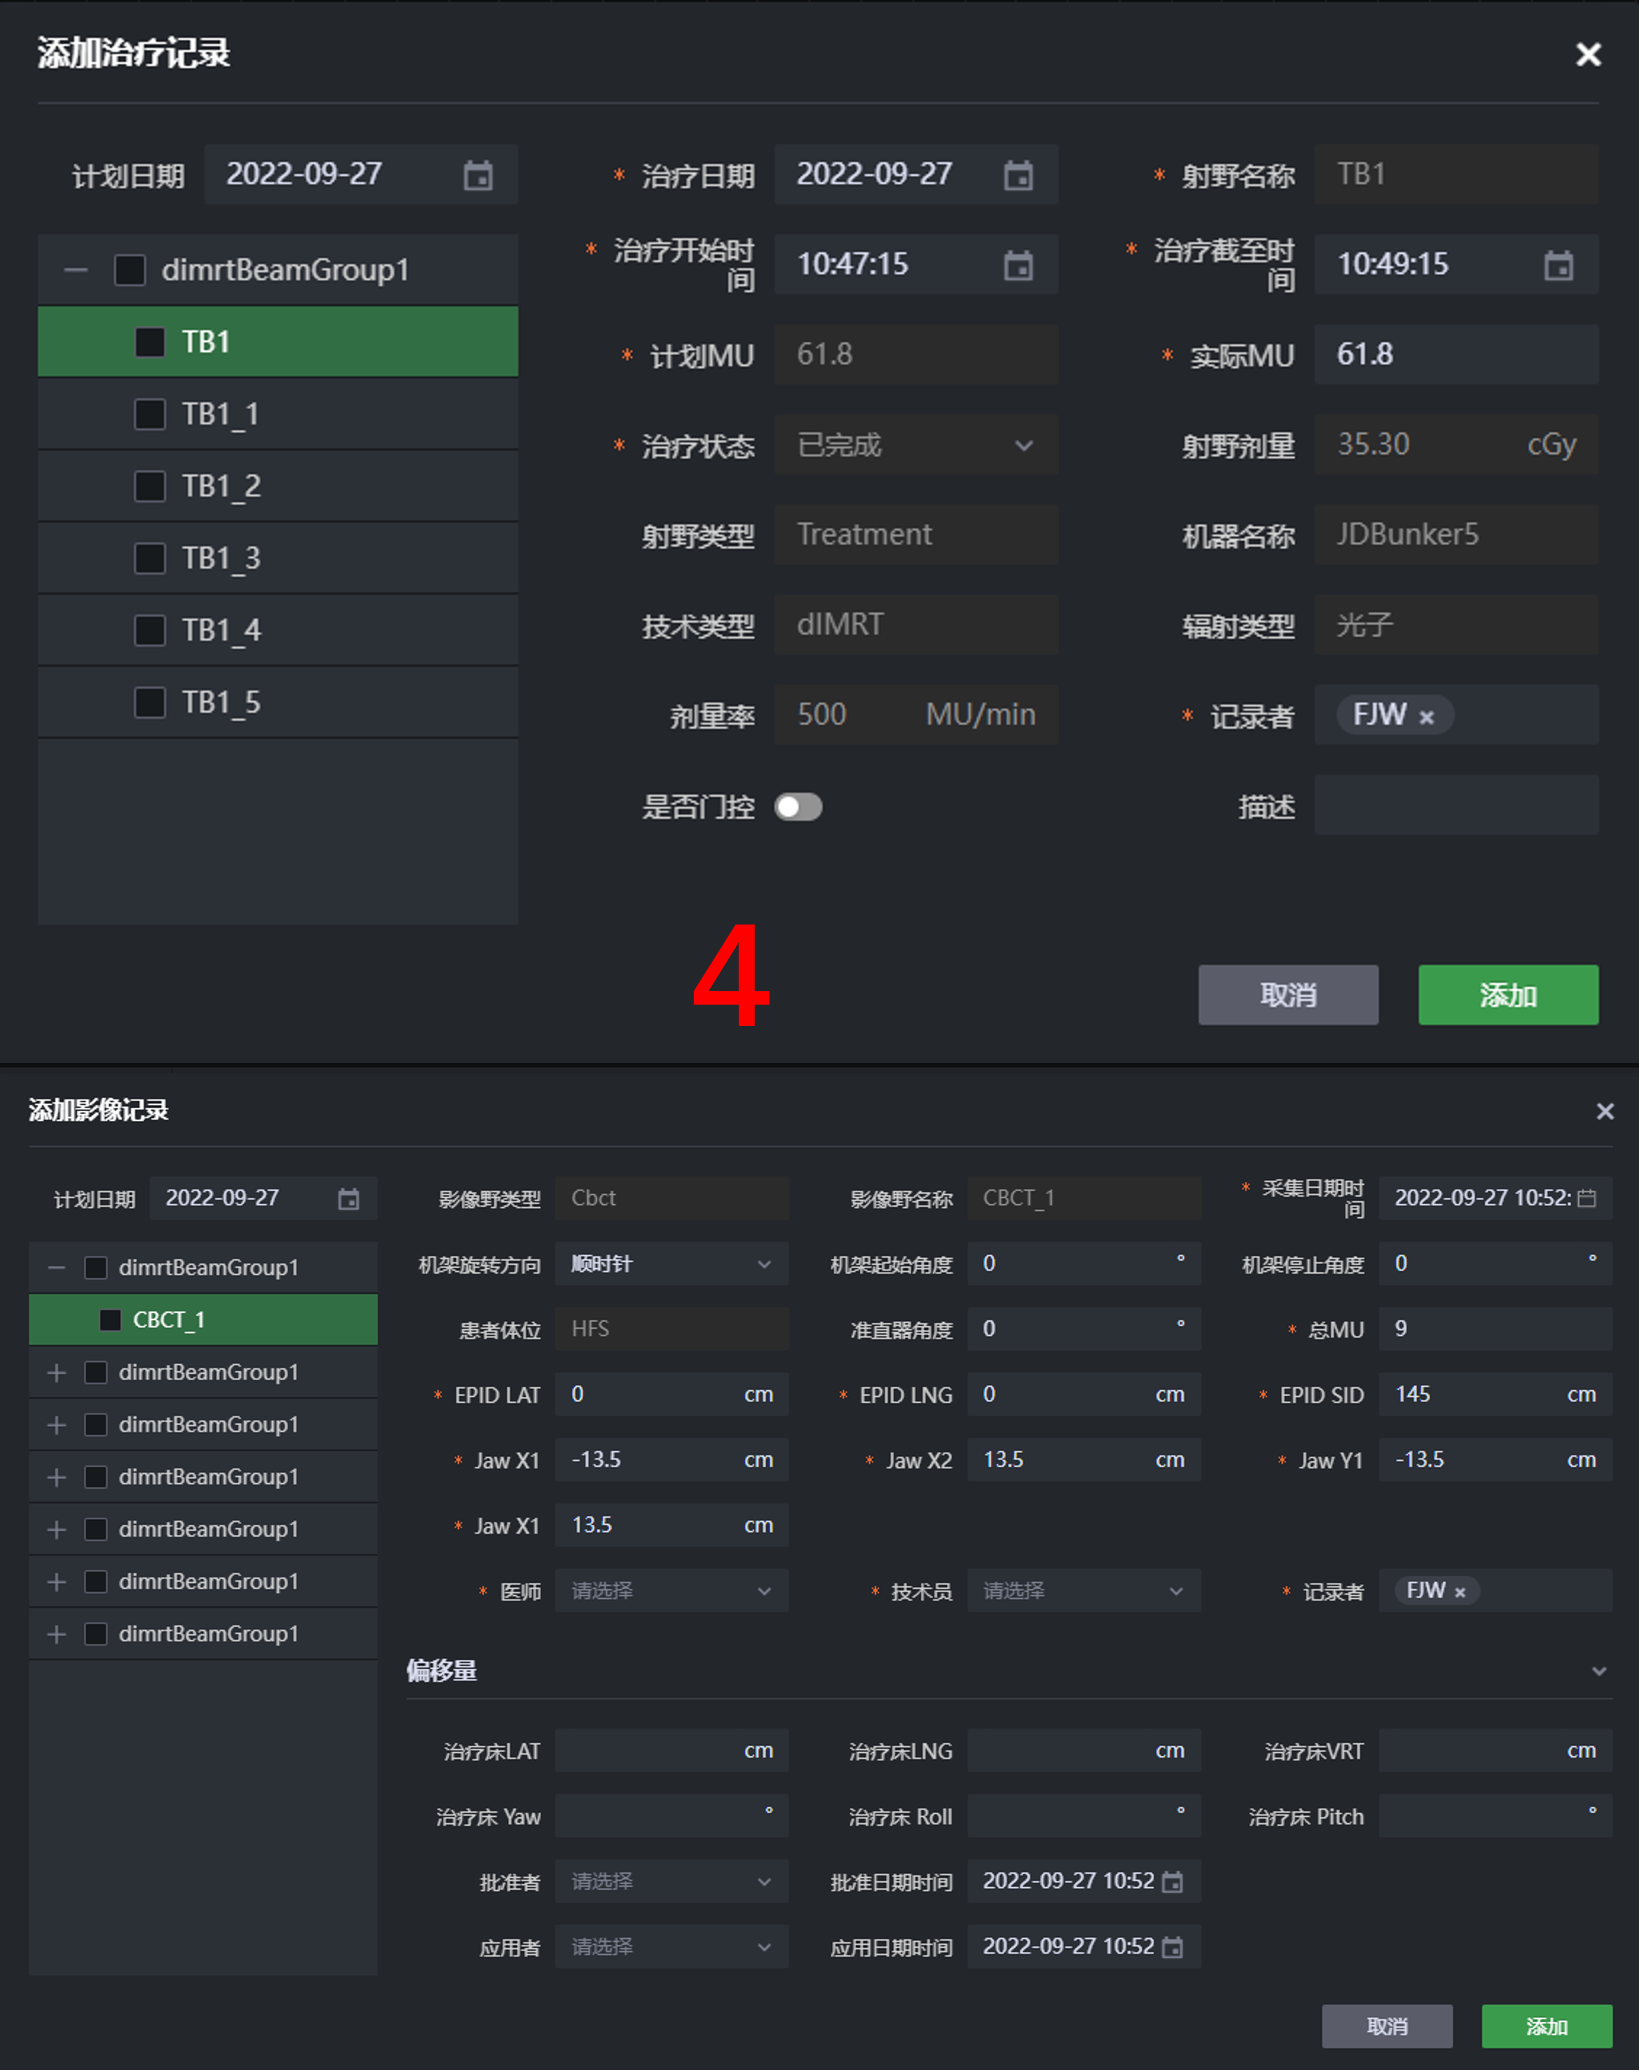 添加治疗记录
计划日期 2022-09-27 * 治疗日期 2022-09-27 * 射野名称 TB1
dimrtBeamGroup1
* 治疗开始时间 10:47:15 * 治疗截至时间 10:49:15
TB1
* 计划MU 61.8 * 实际MU 61.8
TB1_1
* 治疗状态 已完成 射野剂量 35.30 cGy
TB1_2
射野类型 Treatment 机器名称 JDBunker5
TB1_3
技术类型 dIMRT 辐射类型 光子
TB1_4
剂量率 500 MU/min * 记录者 FJW ×
TB1_5
是否门控 描述
4
取消 添加
添加影像记录
计划日期 2022-09-27 影像野类型 Cbct 影像野名称 CBCT_1 * 采集日期时间 2022-09-27 10:52:
dimrtBeamGroup1 机架旋转方向 顺时针 机架起始角度 0 ° 机架停止角度 0 °
CBCT_1 患者体位 HFS 准直器角度 0 ° * 总MU 9
dimrtBeamGroup1 * EPID LAT 0 cm * EPID LNG 0 cm * EPID SID 145 cm
dimrtBeamGroup1 * Jaw X1 -13.5 cm * Jaw X2 13.5 cm * Jaw Y1 -13.5 cm
dimrtBeamGroup1
dimrtBeamGroup1 * Jaw X1 13.5 cm
dimrtBeamGroup1 * 医师 请选择 * 技术员 请选择 * 记录者 FJW ×
dimrtBeamGroup1
偏移量
治疗床LAT cm 治疗床LNG cm 治疗床VRT cm
治疗床 Yaw ° 治疗床 Roll ° 治疗床 Pitch °
批准者 请选择 批准日期时间 2022-09-27 10:52
应用者 请选择 应用日期时间 2022-09-27 10:52
取消 添加